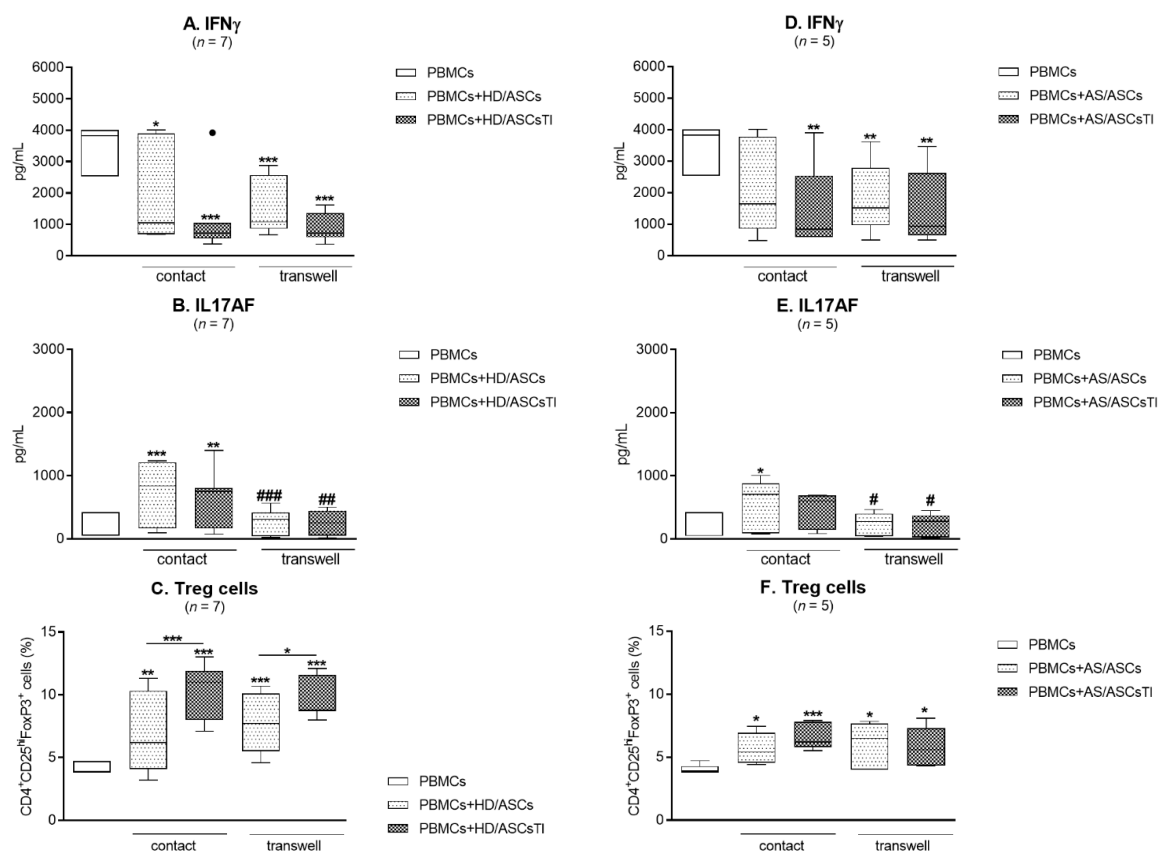 A. IFNγ
(n = 7)
6000
5000
4000
3000
2000
1000
0
pg/mL
*
***
***
***
contact
transwell
PBMCs
PBMCs+HD/ASCs
PBMCs+HD/ASCsTI
D. IFNγ
(n = 5)
6000
5000
4000
3000
2000
1000
0
pg/mL
**
**
**
contact
transwell
PBMCs
PBMCs+AS/ASCs
PBMCs+AS/ASCsTI
B. IL17AF
(n = 7)
3000
2000
1000
0
pg/mL
***
**
###
##
contact
transwell
PBMCs
PBMCs+HD/ASCs
PBMCs+HD/ASCsTI
E. IL17AF
(n = 5)
3000
2000
1000
0
pg/mL
*
#
#
contact
transwell
PBMCs
PBMCs+AS/ASCs
PBMCs+AS/ASCsTI
C. Treg cells
(n = 7)
15
10
5
0
CD4⁺CD25ʰⁱFoxP3⁺ cells (%)
***
*
**
***
***
***
contact
transwell
PBMCs
PBMCs+HD/ASCs
PBMCs+HD/ASCsTI
F. Treg cells
(n = 5)
15
10
5
0
CD4⁺CD25ʰⁱFoxP3⁺ cells (%)
*
***
*
*
contact
transwell
PBMCs
PBMCs+AS/ASCs
PBMCs+AS/ASCsTI